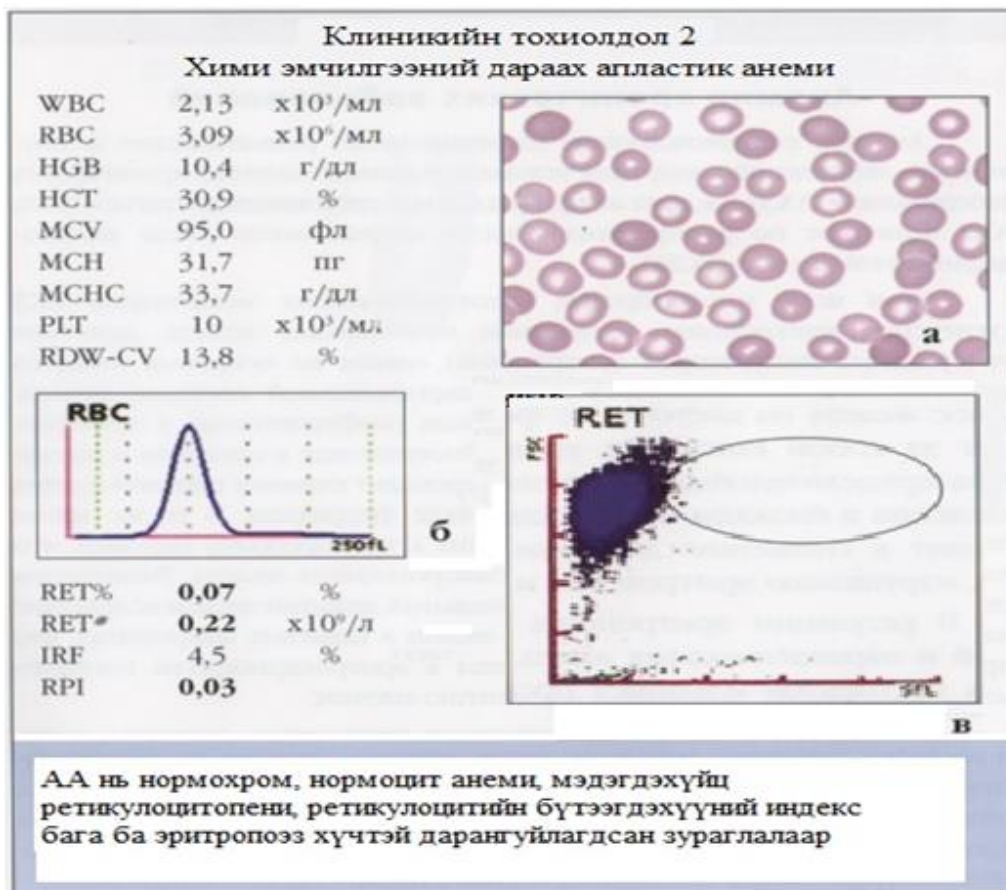 Клиникийн тохиолдол 2
Хими эмчилгээний дараах апластик анеми
WBC 2,13 x10³/мл
RBC 3,09 x10⁶/мл
HGB 10,4 г/дл
HCT 30,9 %
MCV 95,0 фл
MCH 31,7 пг
MCHC 33,7 г/дл
PLT 10 x10³/мл
RDW-CV 13,8 %
а
RBC
250fL
б
RET
FSC
SFL
в
RET% 0,07 %
RET# 0,22 x10⁹/л
IRF 4,5 %
RPI 0,03
АА нь нормохром, нормоцит анеми, мэдэгдэхүйц
ретикулоцитопени, ретикулоцитийн бүтээгдэхүүний индекс
бага ба эритропоэз хүчтэй дарангуйлагдсан зураглалаар